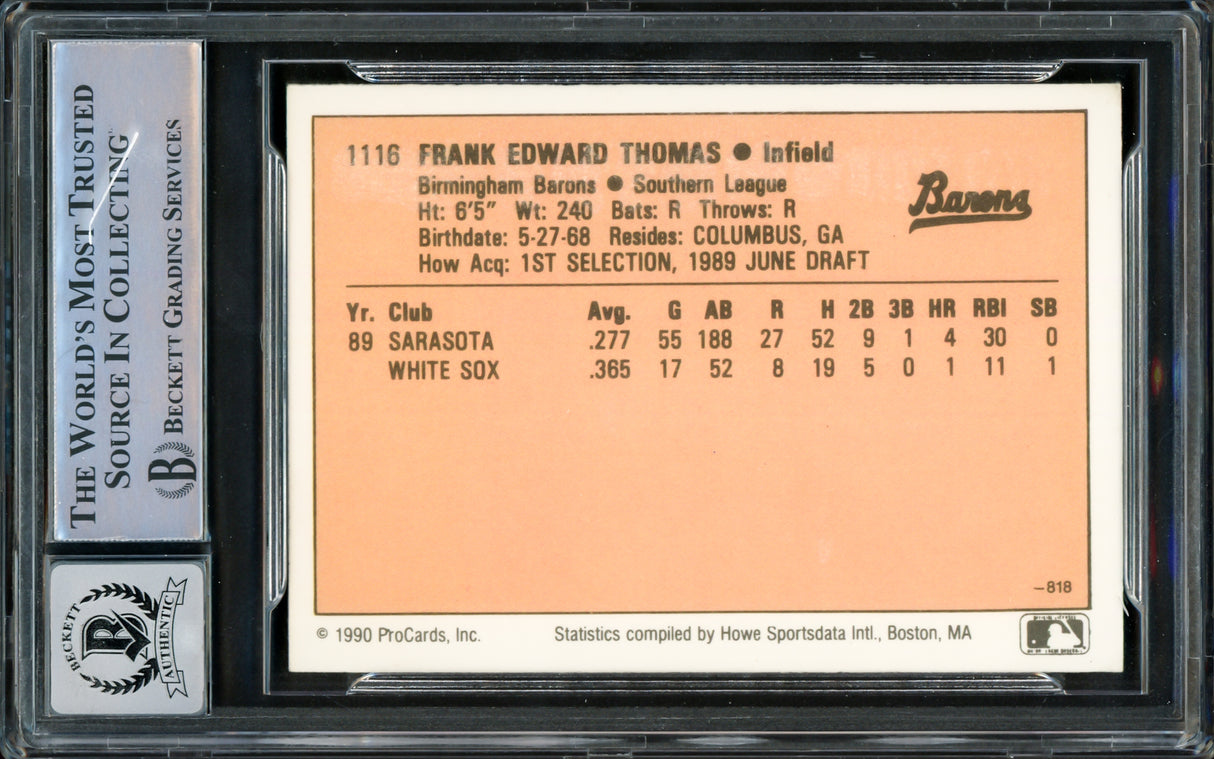 THE WORLD'S MOST TRUSTED
SOURCE IN COLLECTING™
B BECKETT GRADING SERVICES
BECKETT
B
AUTHENTIC
1116 FRANK EDWARD THOMAS ● Infield
Birmingham Barons ● Southern League
Barons
Ht: 6'5" Wt: 240 Bats: R Throws: R
Birthdate: 5-27-68 Resides: COLUMBUS, GA
How Acq: 1ST SELECTION, 1989 JUNE DRAFT
Yr. Club Avg. G AB R H 2B 3B HR RBI SB
89 SARASOTA .277 55 188 27 52 9 1 4 30 0
WHITE SOX .365 17 52 8 19 5 0 1 11 1
–818
© 1990 ProCards, Inc. Statistics compiled by Howe Sportsdata Intl., Boston, MA